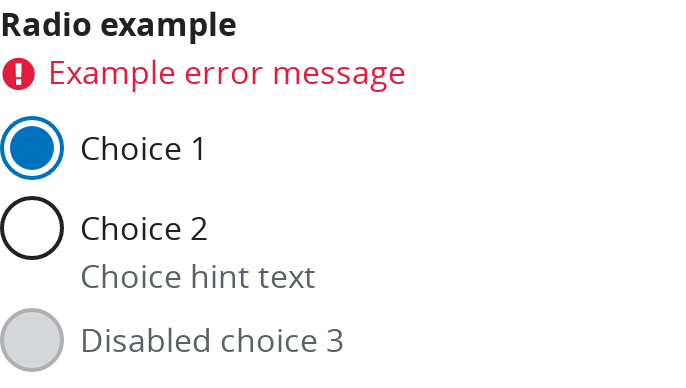 Radio example
Example error message
Choice 1
Choice 2
Choice hint text
Disabled choice 3